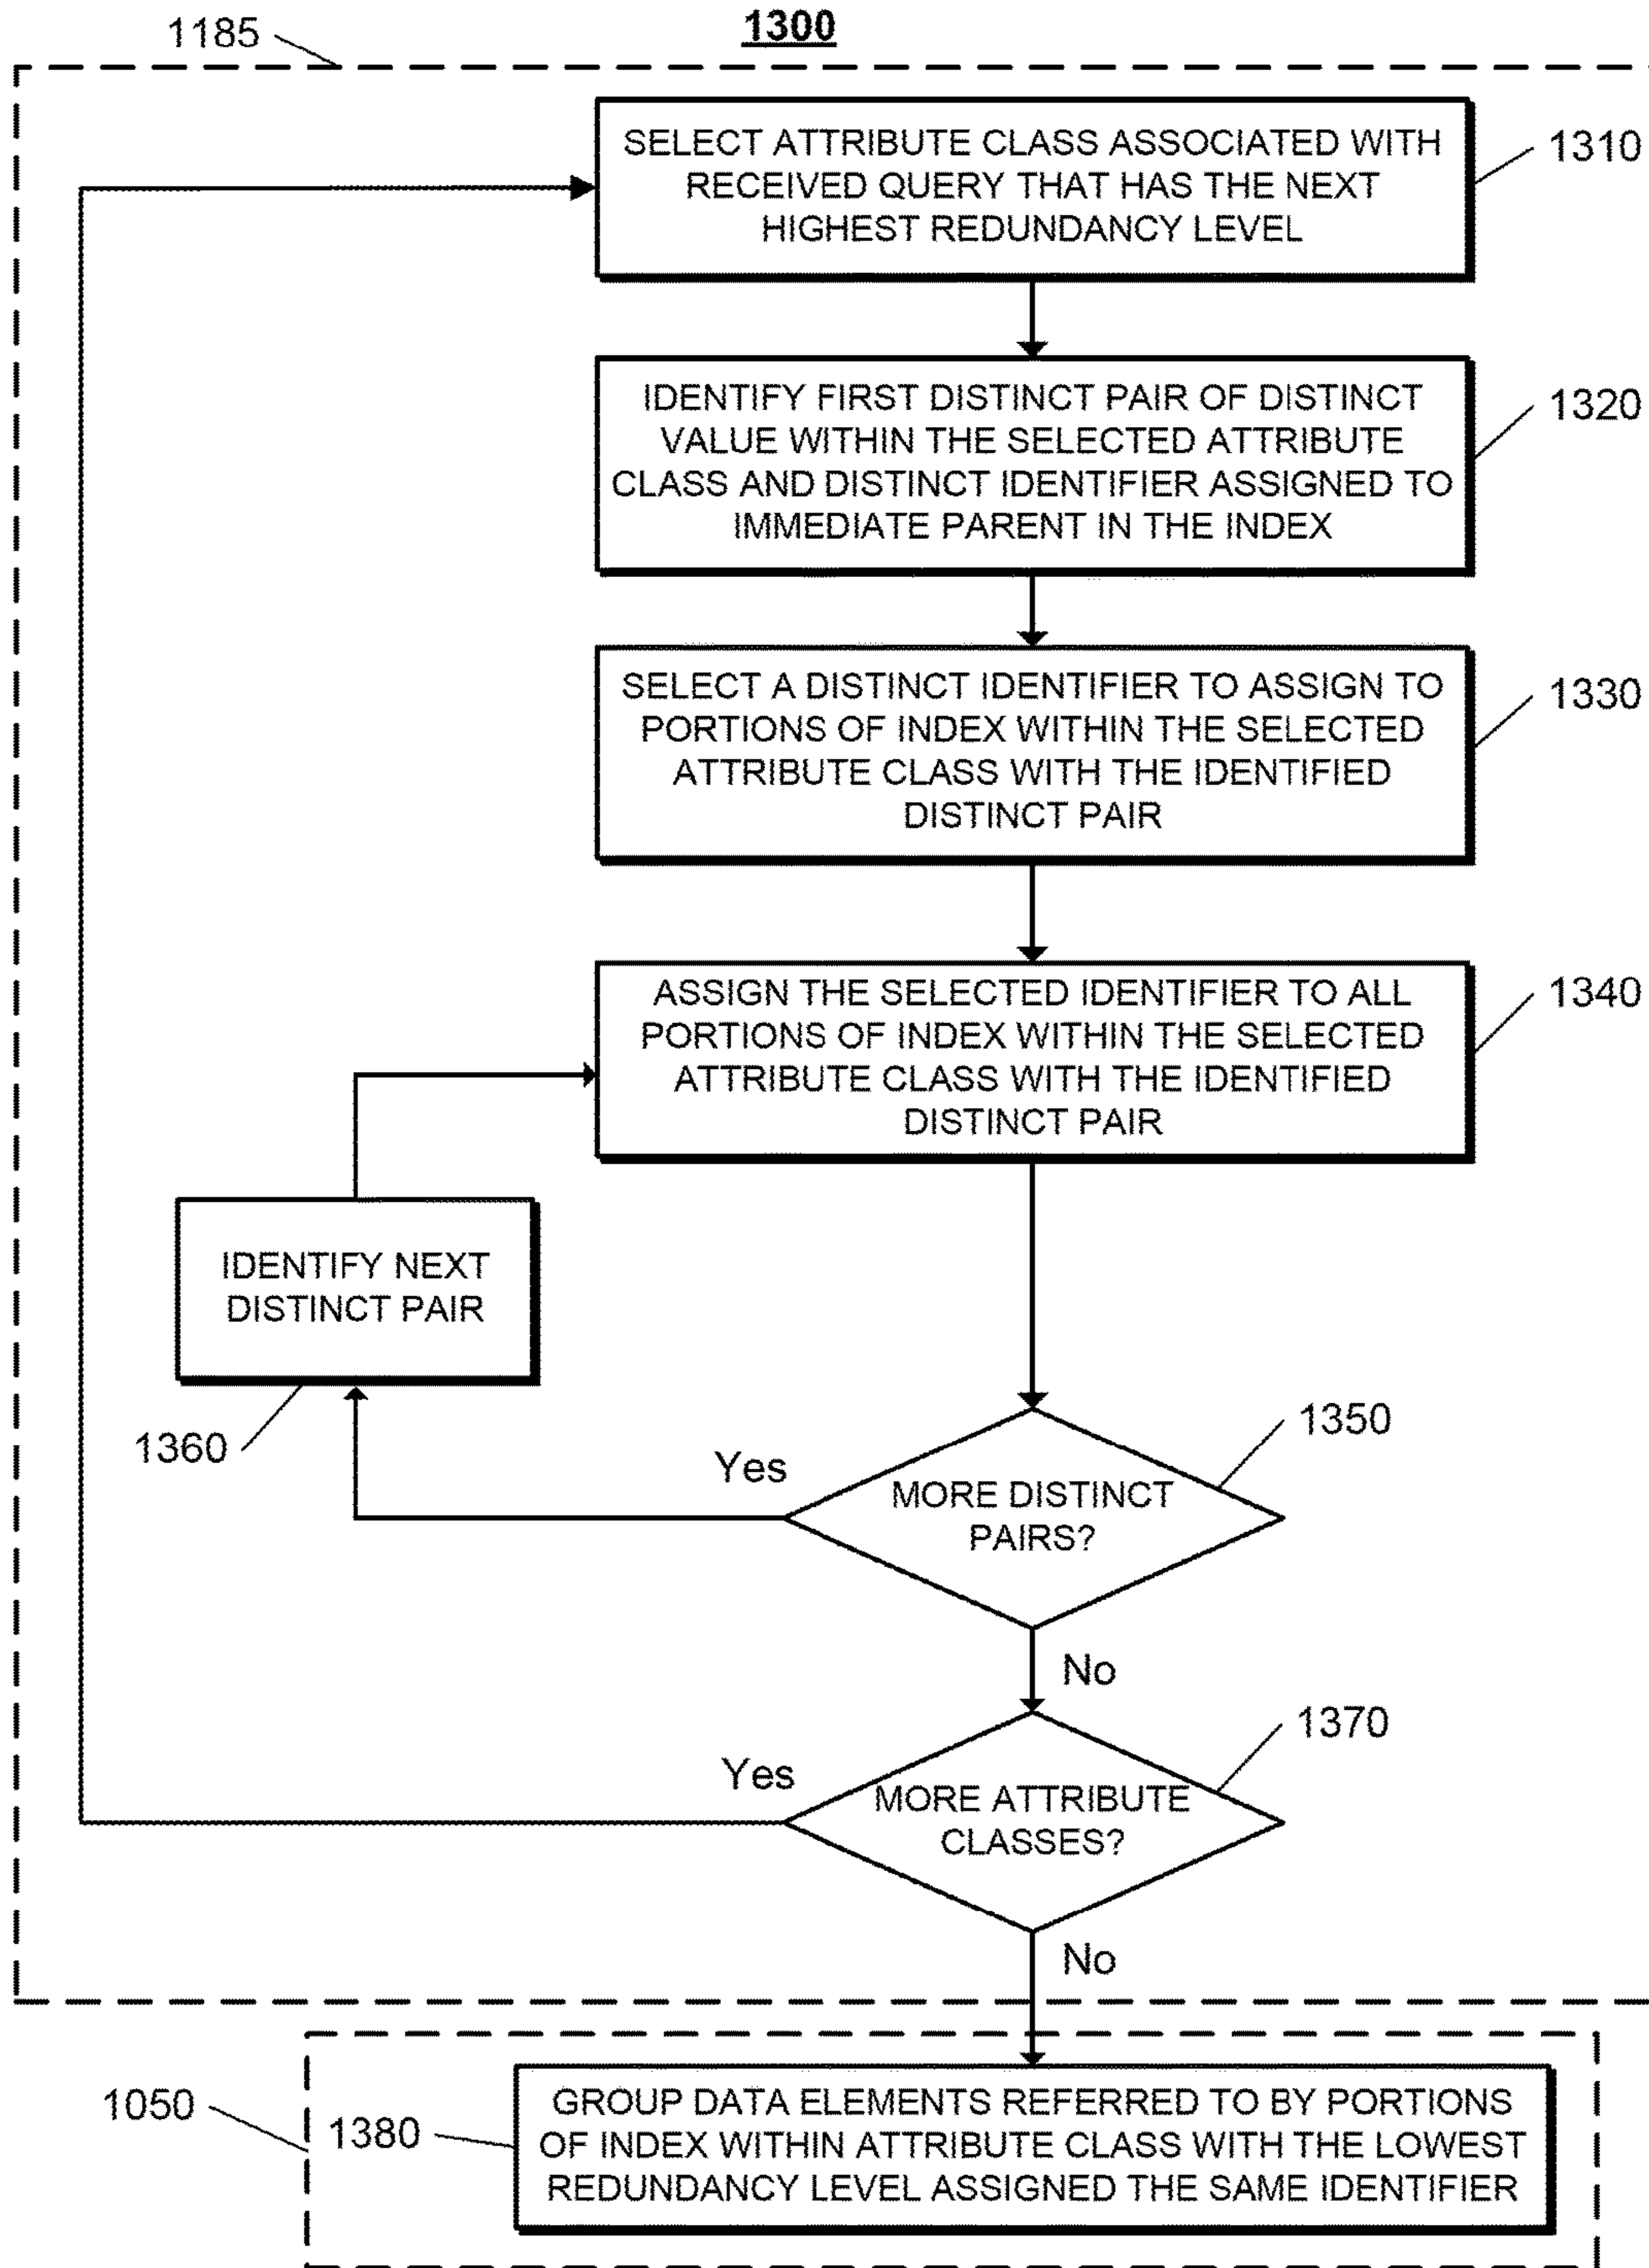 1300
1185
SELECT ATTRIBUTE CLASS ASSOCIATED WITH
RECEIVED QUERY THAT HAS THE NEXT
HIGHEST REDUNDANCY LEVEL
1310
IDENTIFY FIRST DISTINCT PAIR OF DISTINCT
VALUE WITHIN THE SELECTED ATTRIBUTE
CLASS AND DISTINCT IDENTIFIER ASSIGNED TO
IMMEDIATE PARENT IN THE INDEX
1320
SELECT A DISTINCT IDENTIFIER TO ASSIGN TO
PORTIONS OF INDEX WITHIN THE SELECTED
ATTRIBUTE CLASS WITH THE IDENTIFIED
DISTINCT PAIR
1330
ASSIGN THE SELECTED IDENTIFIER TO ALL
PORTIONS OF INDEX WITHIN THE SELECTED
ATTRIBUTE CLASS WITH THE IDENTIFIED
DISTINCT PAIR
1340
IDENTIFY NEXT
DISTINCT PAIR
1360
Yes
MORE DISTINCT
PAIRS?
1350
No
Yes
MORE ATTRIBUTE
CLASSES?
1370
No
1050
1380
GROUP DATA ELEMENTS REFERRED TO BY PORTIONS
OF INDEX WITHIN ATTRIBUTE CLASS WITH THE LOWEST
REDUNDANCY LEVEL ASSIGNED THE SAME IDENTIFIER